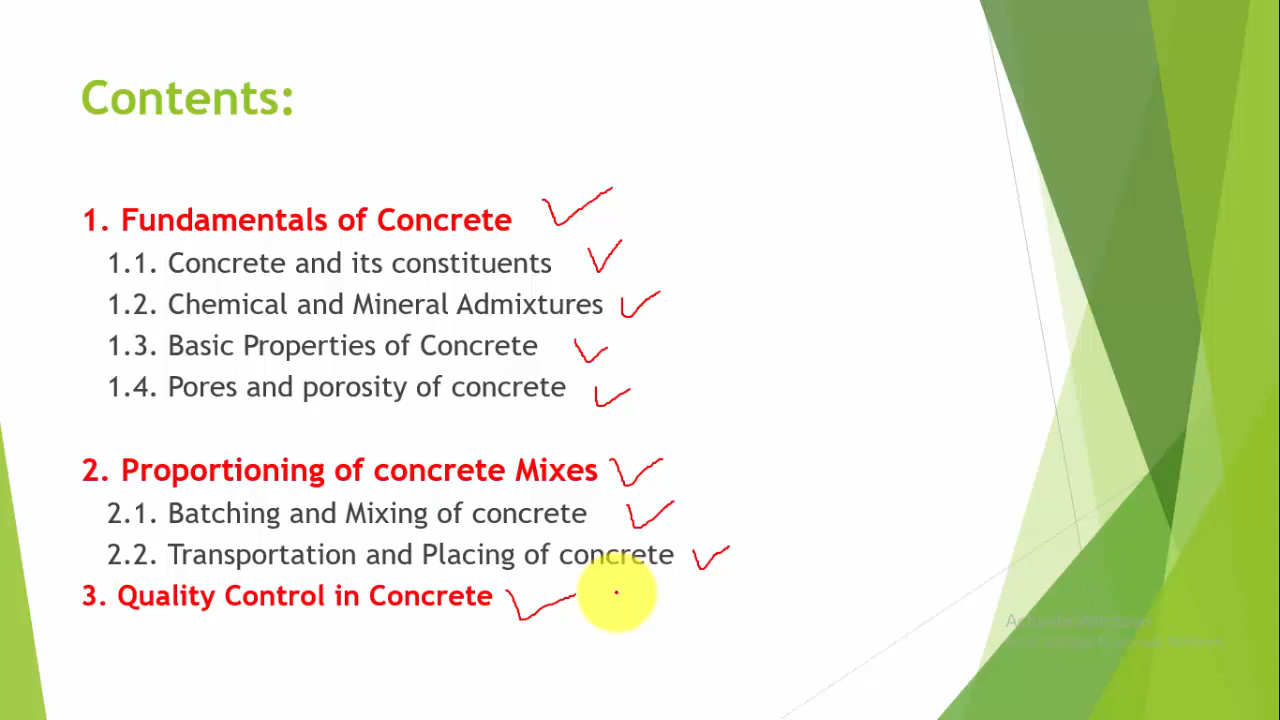 Contents:
1. Fundamentals of Concrete
1.1. Concrete and its constituents
1.2. Chemical and Mineral Admixtures
1.3. Basic Properties of Concrete
1.4. Pores and porosity of concrete
2. Proportioning of concrete Mixes
2.1. Batching and Mixing of concrete
2.2. Transportation and Placing of concrete
3. Quality Control in Concrete
Activate Windows